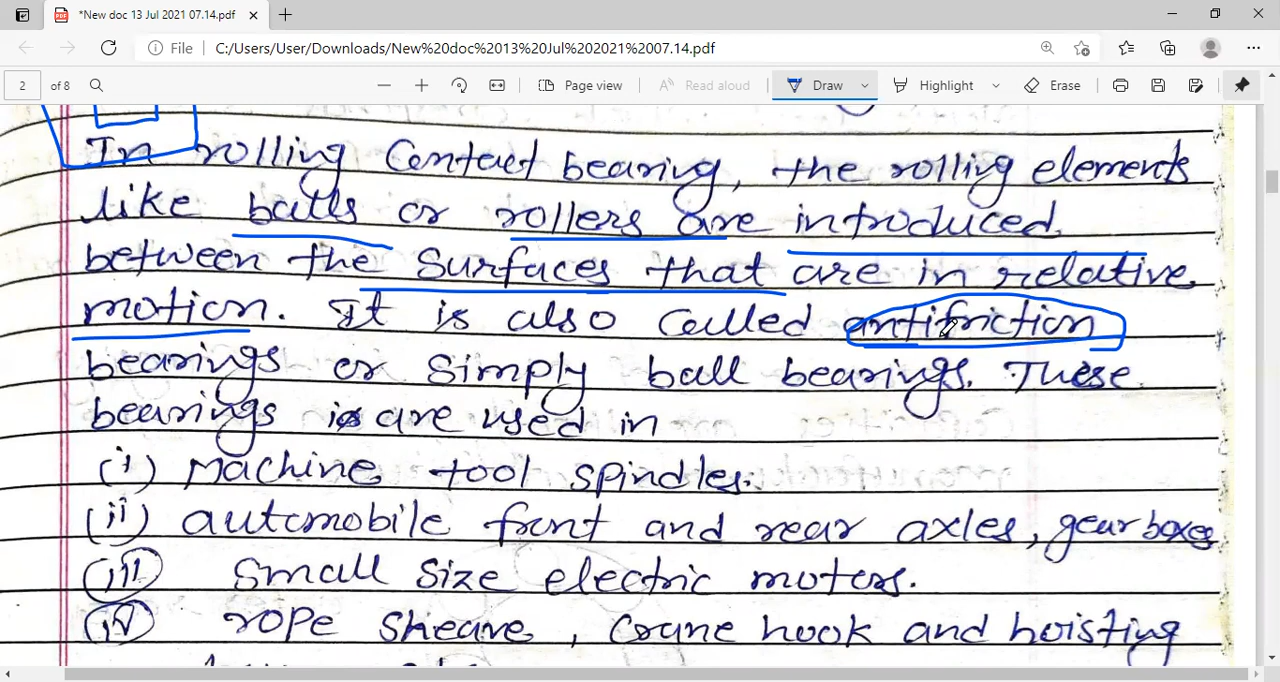 *New doc 13 Jul 2021 07.14.pdf
File C:/Users/User/Downloads/New%20doc%2013%20Jul%202021%2007.14.pdf
2 of 8 Page view Read aloud Draw Highlight Erase
In rolling Contact bearing, the rolling elements
like balls or rollers are introduced
between the surfaces that are in relative
motion. It is also called antifriction
bearings or simply ball bearings. These
bearings are used in
(i) Machine tool spindles.
(ii) automobile front and rear axles, gear boxes
(iii) Small size electric motors.
(iv) rope sheave, Crane hook and hoisting